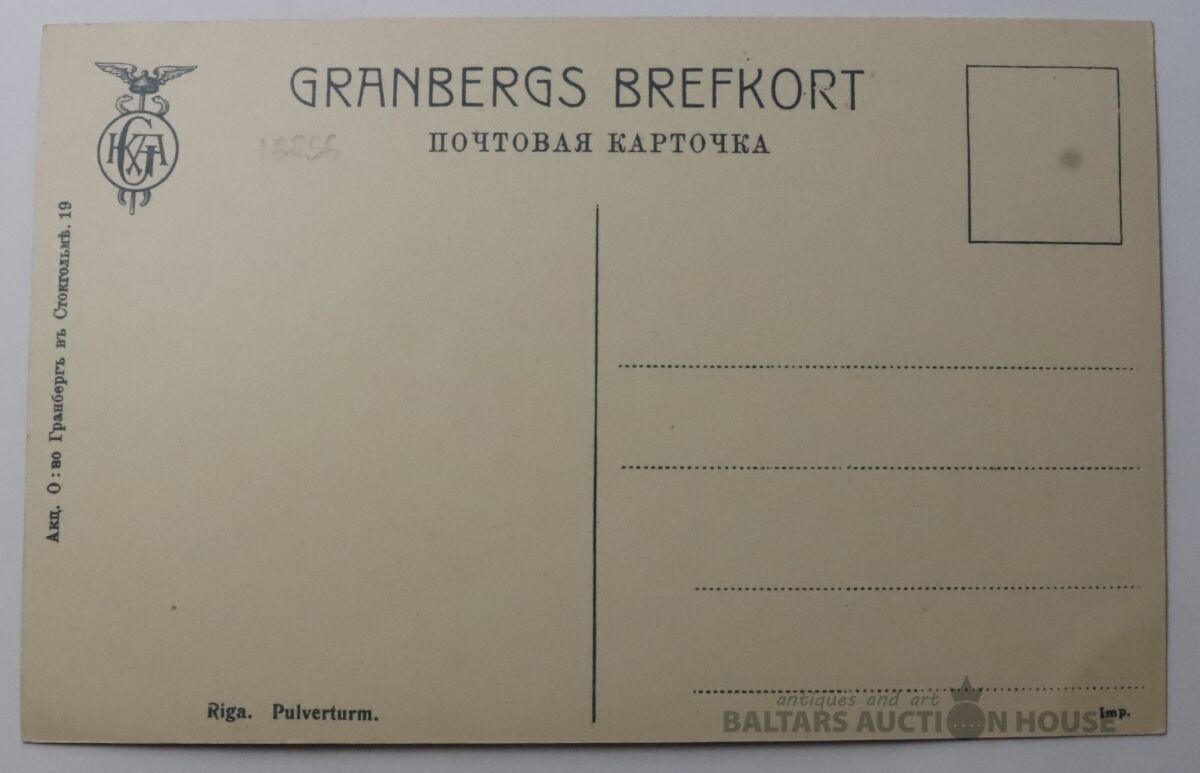 GRANBERGS BREFKORT
ПОЧТОВАЯ КАРТОЧКА
Акц. О:во Гранбергъ въ Стокгольмѣ. 19
Riga. Pulverturm.
Imp.
antiques and art
BALTARS AUCTION HOUSE